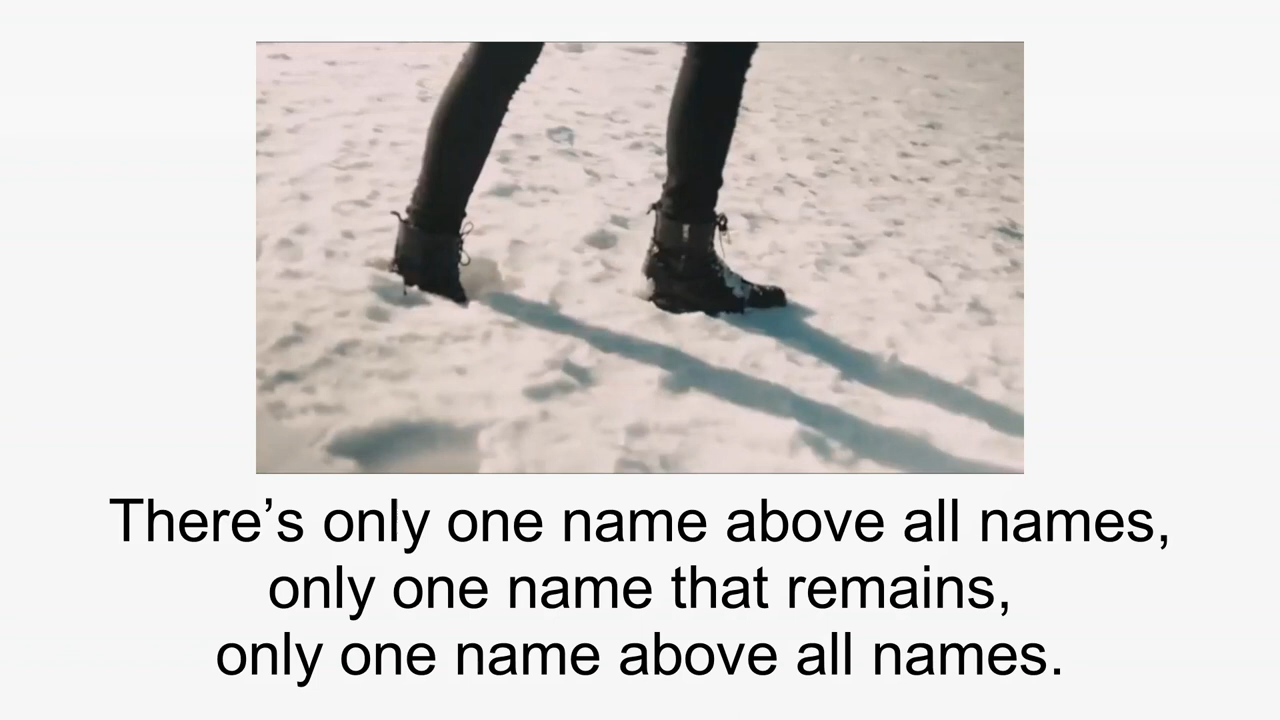 There’s only one name above all names,
only one name that remains,
only one name above all names.